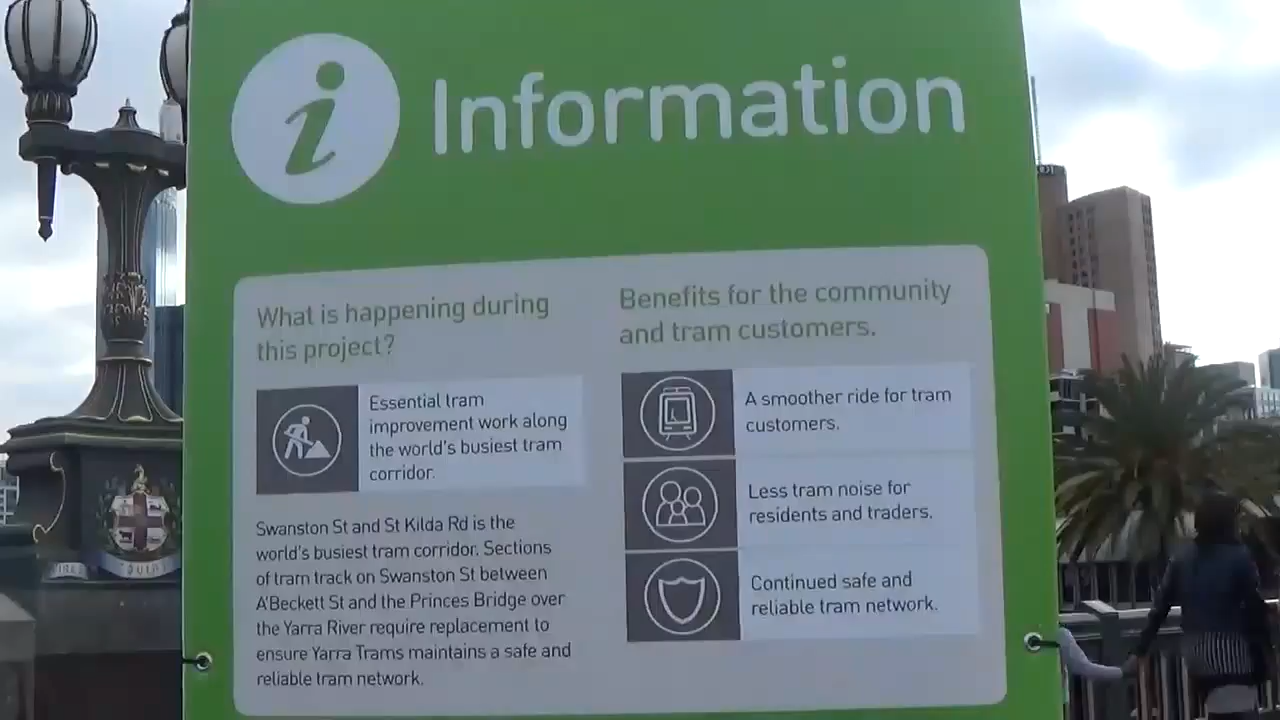 i Information
What is happening during
this project?
Essential tram
improvement work along
the world's busiest tram
corridor.
Swanston St and St Kilda Rd is the
world's busiest tram corridor. Sections
of tram track on Swanston St between
A'Beckett St and the Princes Bridge over
the Yarra River require replacement to
ensure Yarra Trams maintains a safe and
reliable tram network.
Benefits for the community
and tram customers.
A smoother ride for tram
customers.
Less tram noise for
residents and traders.
Continued safe and
reliable tram network.